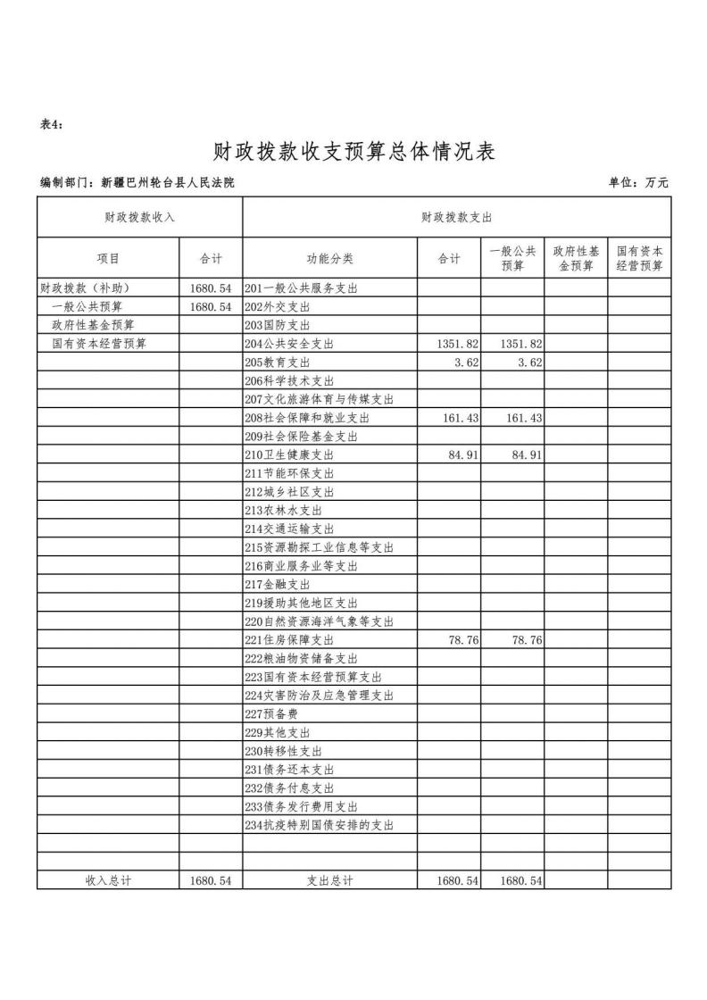 表4：
财政拨款收支预算总体情况表
编制部门：新疆巴州轮台县人民法院 单位：万元
财政拨款收入 财政拨款支出
项目 合计 功能分类 合计 一般公共预算 政府性基金预算 国有资本经营预算
财政拨款（补助） 1680.54 201一般公共服务支出
一般公共预算 1680.54 202外交支出
政府性基金预算 203国防支出
国有资本经营预算 204公共安全支出 1351.82 1351.82
205教育支出 3.62 3.62
206科学技术支出
207文化旅游体育与传媒支出
208社会保障和就业支出 161.43 161.43
209社会保险基金支出
210卫生健康支出 84.91 84.91
211节能环保支出
212城乡社区支出
213农林水支出
214交通运输支出
215资源勘探工业信息等支出
216商业服务业等支出
217金融支出
219援助其他地区支出
220自然资源海洋气象等支出
221住房保障支出 78.76 78.76
222粮油物资储备支出
223国有资本经营预算支出
224灾害防治及应急管理支出
227预备费
229其他支出
230转移性支出
231债务还本支出
232债务付息支出
233债务发行费用支出
234抗疫特别国债安排的支出
收入总计 1680.54 支出总计 1680.54 1680.54